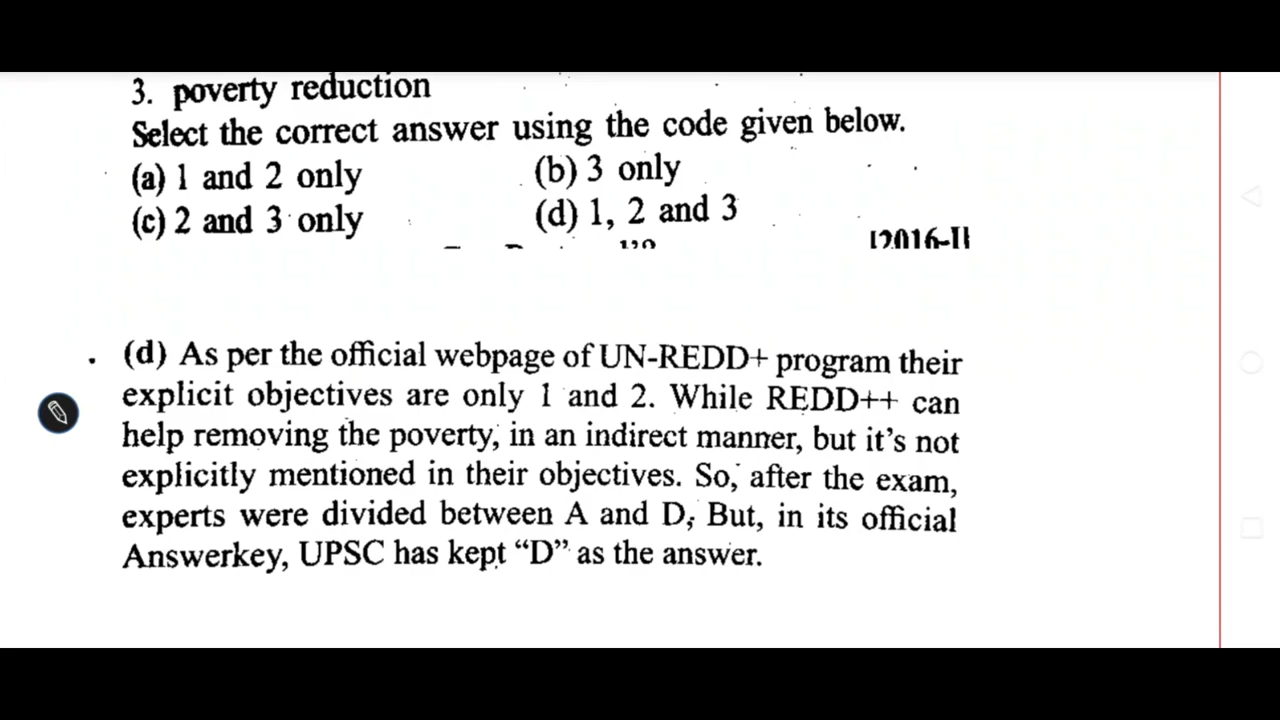 3. poverty reduction
Select the correct answer using the code given below.
(a) 1 and 2 only (b) 3 only
(c) 2 and 3 only (d) 1, 2 and 3
[2016-I]
(d) As per the official webpage of UN-REDD+ program their
explicit objectives are only 1 and 2. While REDD++ can
help removing the poverty, in an indirect manner, but it's not
explicitly mentioned in their objectives. So, after the exam,
experts were divided between A and D; But, in its official
Answerkey, UPSC has kept “D” as the answer.